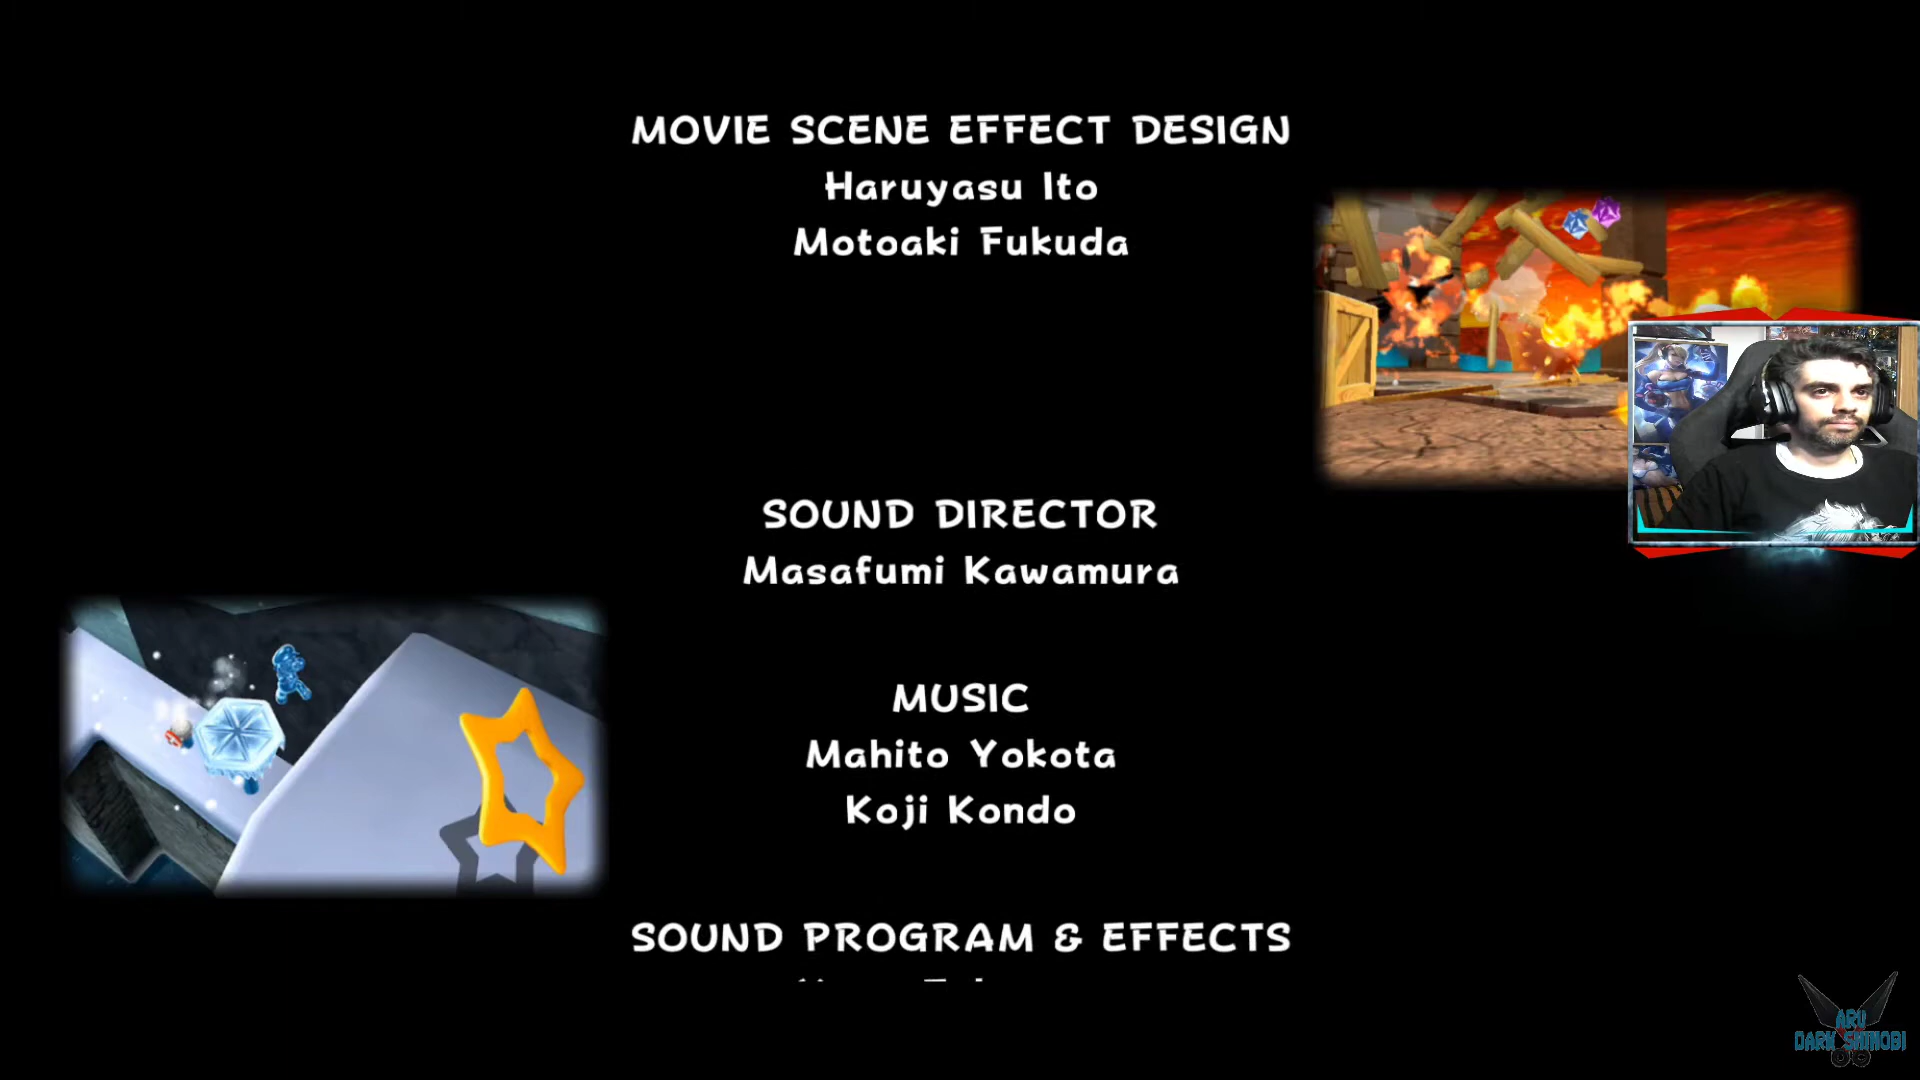 MOVIE SCENE EFFECT DESIGN
Haruyasu Ito
Motoaki Fukuda
SOUND DIRECTOR
Masafumi Kawamura
MUSIC
Mahito Yokota
Koji Kondo
SOUND PROGRAM & EFFECTS
ARU
DARK SHINOBI